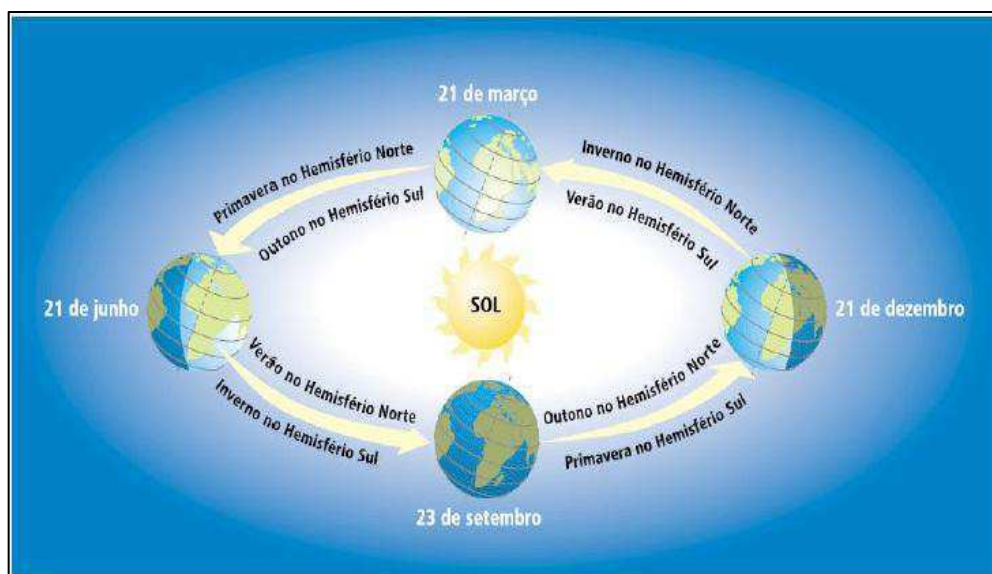 21 de março
Primavera no Hemisfério Norte
Outono no Hemisfério Sul
Inverno no Hemisfério Norte
Verão no Hemisfério Sul
21 de junho
SOL
21 de dezembro
Verão no Hemisfério Norte
Inverno no Hemisfério Sul
Outono no Hemisfério Norte
Primavera no Hemisfério Sul
23 de setembro